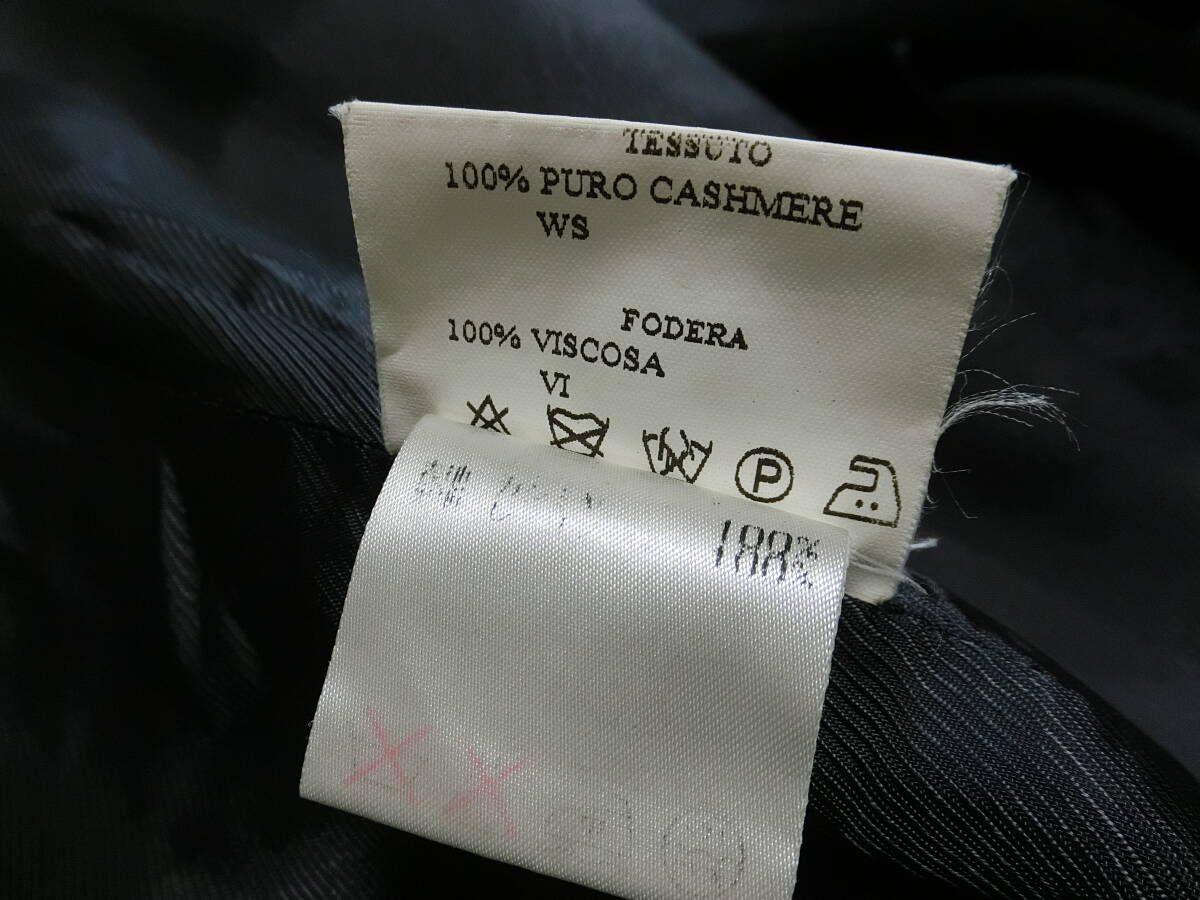 TESSUTO
100% PURO CASHMERE
WS
FODERA
100% VISCOSA
VI
P
100%